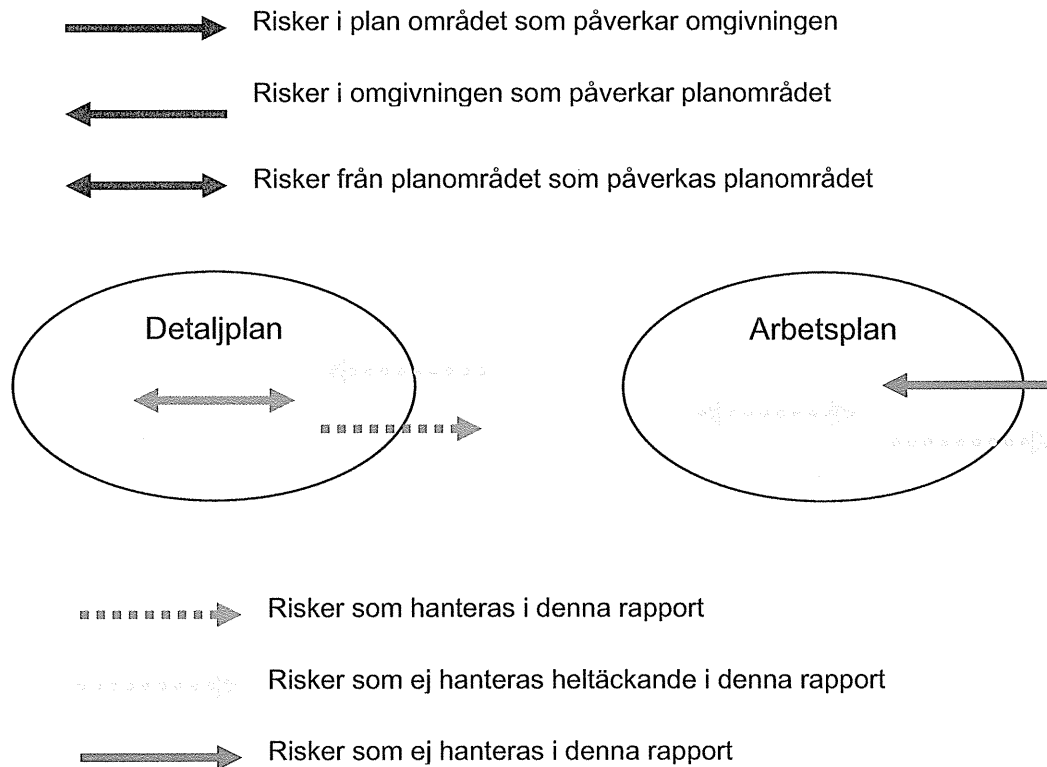 Risker i plan området som påverkar omgivningen
Risker i omgivningen som påverkar planområdet
Risker från planområdet som påverkas planområdet
Detaljplan
Arbetsplan
Risker som hanteras i denna rapport
Risker som ej hanteras heltäckande i denna rapport
Risker som ej hanteras i denna rapport